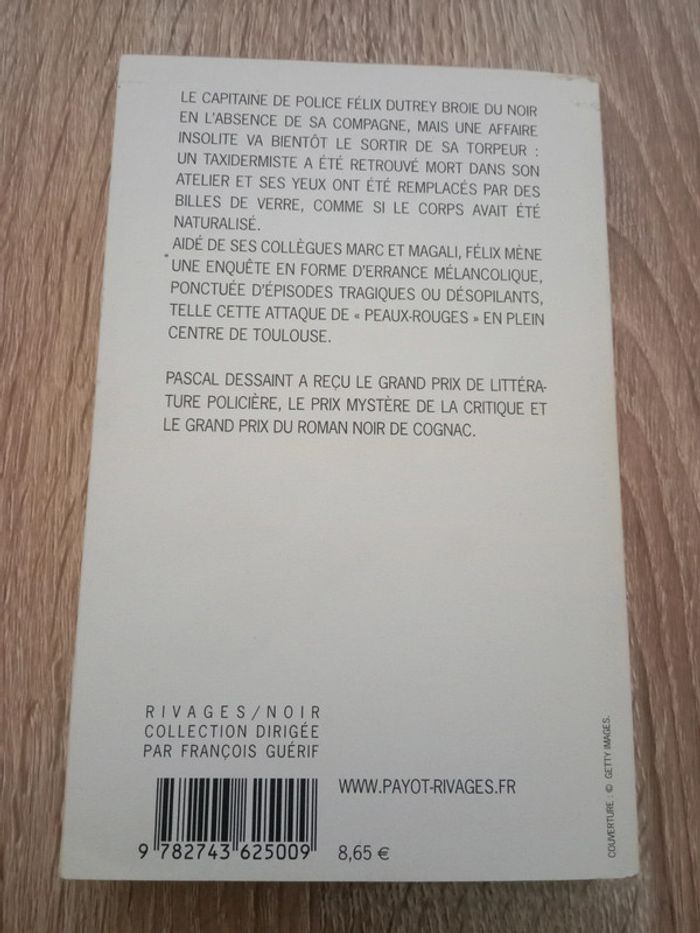 LE CAPITAINE DE POLICE FÉLIX DUTREY BROIE DU NOIR
EN L'ABSENCE DE SA COMPAGNE, MAIS UNE AFFAIRE
INSOLITE VA BIENTÔT LE SORTIR DE SA TORPEUR :
UN TAXIDERMISTE A ÉTÉ RETROUVÉ MORT DANS SON
ATELIER ET SES YEUX ONT ÉTÉ REMPLACÉS PAR DES
BILLES DE VERRE, COMME SI LE CORPS AVAIT ÉTÉ
NATURALISÉ.
AIDÉ DE SES COLLÈGUES MARC ET MAGALI, FÉLIX MÈNE
UNE ENQUÊTE EN FORME D'ERRANCE MÉLANCOLIQUE,
PONCTUÉE D'ÉPISODES TRAGIQUES OU DÉSOPILANTS,
TELLE CETTE ATTAQUE DE « PEAUX-ROUGES » EN PLEIN
CENTRE DE TOULOUSE.
PASCAL DESSAINT A REÇU LE GRAND PRIX DE LITTÉRA-
TURE POLICIÈRE, LE PRIX MYSTÈRE DE LA CRITIQUE ET
LE GRAND PRIX DU ROMAN NOIR DE COGNAC.
RIVAGES/NOIR
COLLECTION DIRIGÉE
PAR FRANÇOIS GUÉRIF
WWW.PAYOT-RIVAGES.FR
9 782743 625009
8,65 €
COUVERTURE : © GETTY IMAGES.